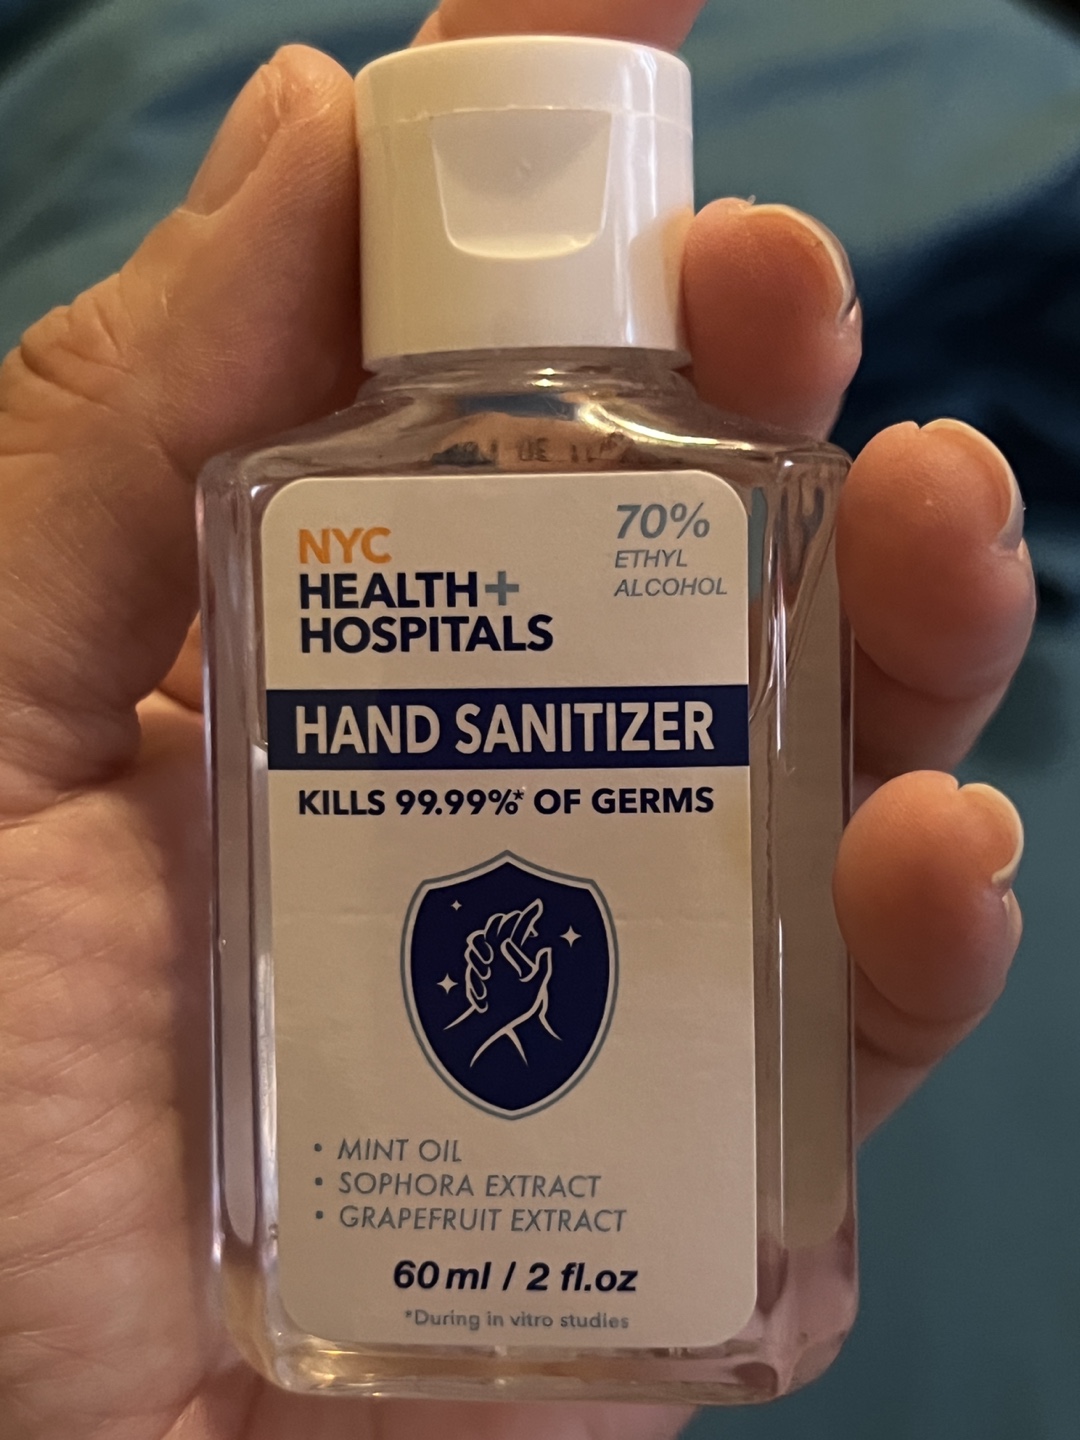 NYC
HEALTH+
HOSPITALS
70%
ETHYL
ALCOHOL
HAND SANITIZER
KILLS 99.99%* OF GERMS
• MINT OIL
• SOPHORA EXTRACT
• GRAPEFRUIT EXTRACT
60 ml / 2 fl.oz
*During in vitro studies